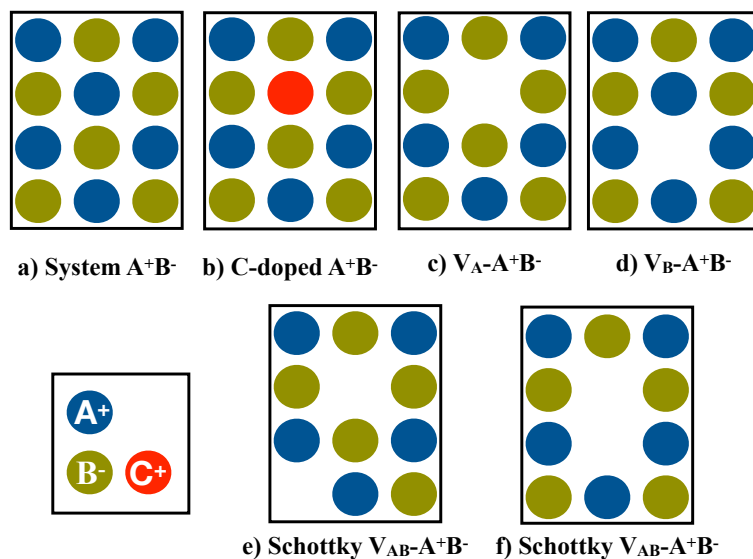 a) System A⁺B⁻
b) C-doped A⁺B⁻
c) V_A-A⁺B⁻
d) V_B-A⁺B⁻
A⁺
B⁻
C⁺
e) Schottky V_AB-A⁺B⁻
f) Schottky V_AB-A⁺B⁻